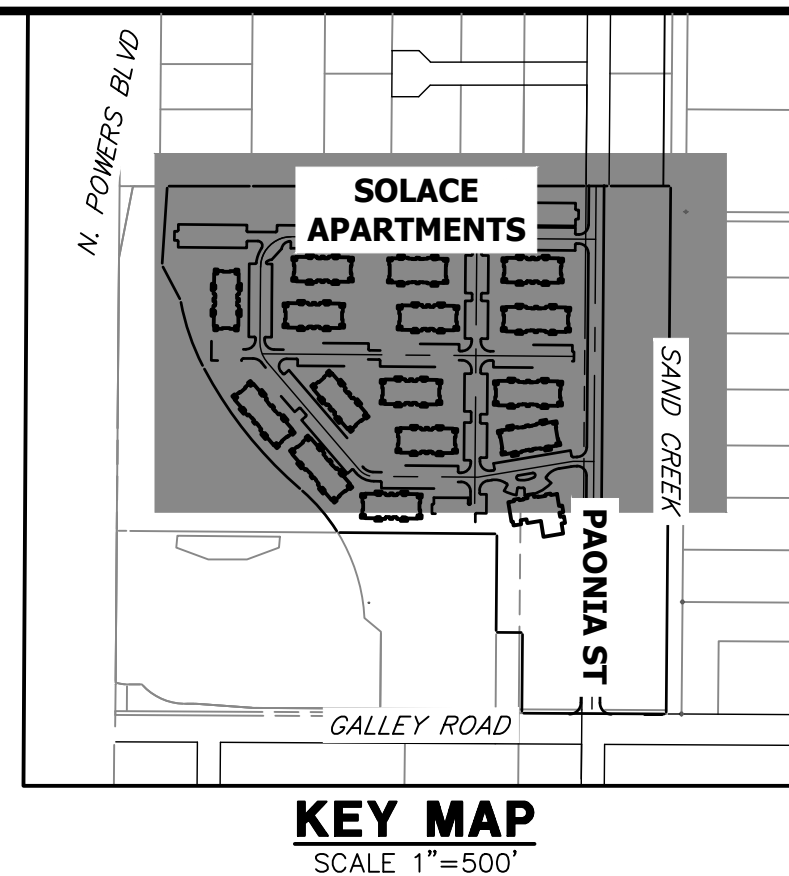 N. POWERS BLVD
SOLACE
APARTMENTS
SAND CREEK
PAONIA ST
GALLEY ROAD
KEY MAP
SCALE 1"=500'